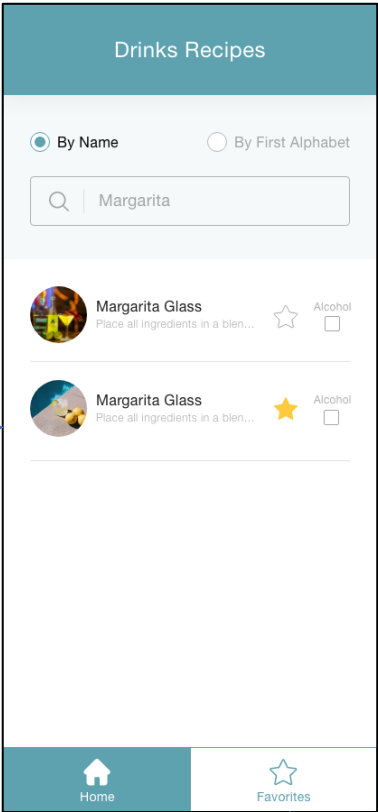 Drinks Recipes
By Name
By First Alphabet
Margarita
Margarita Glass
Place all ingredients in a blen...
Alcohol
Margarita Glass
Place all ingredients in a blen...
Alcohol
Home
Favorites